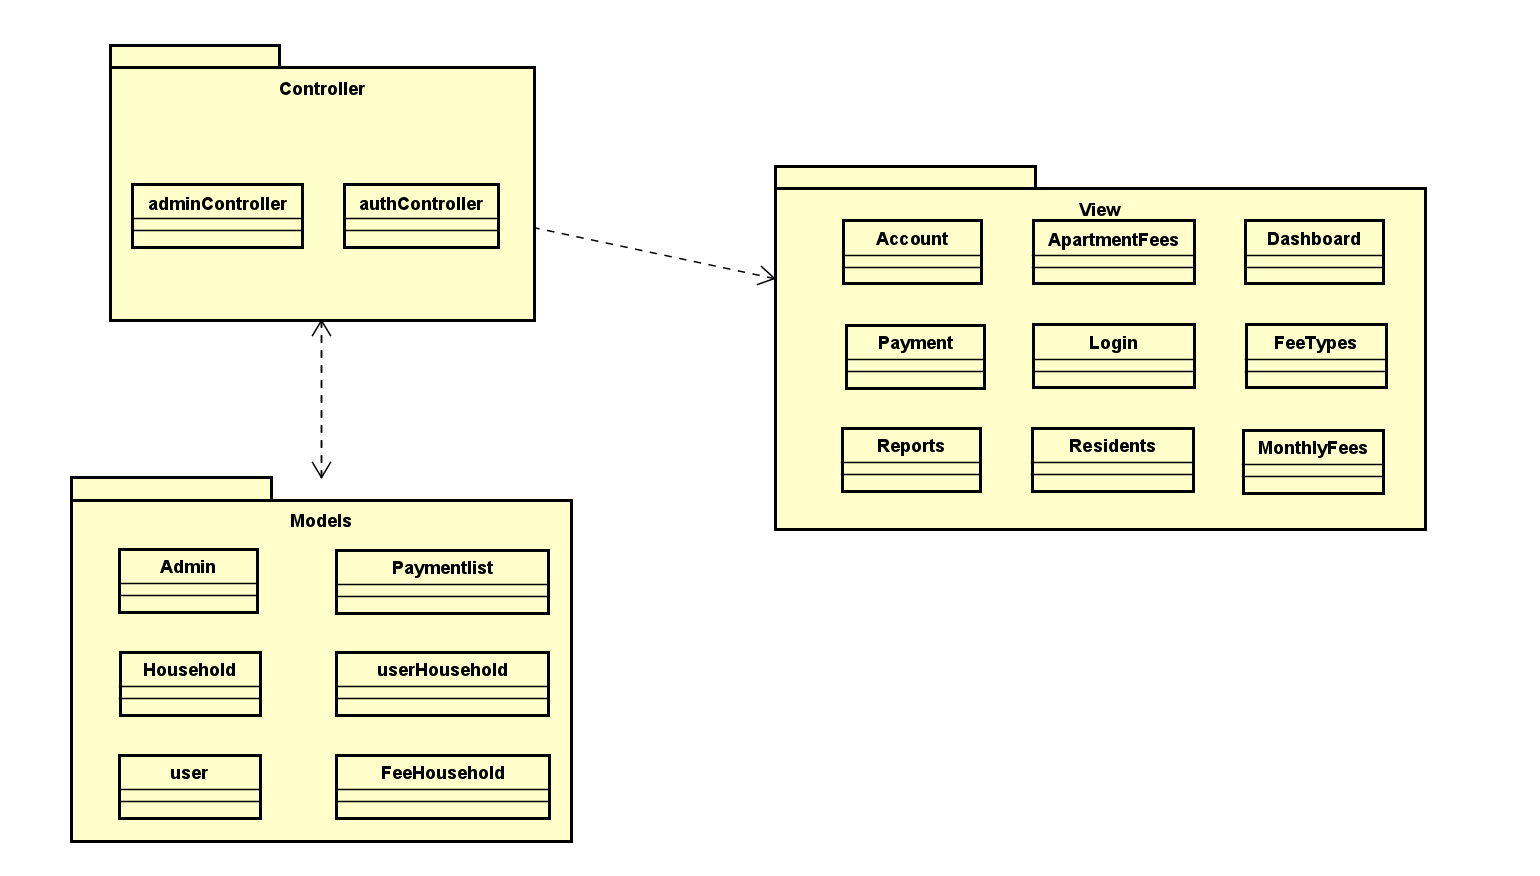 Controller
adminController
authController
View
Account
ApartmentFees
Dashboard
Payment
Login
FeeTypes
Reports
Residents
MonthlyFees
Models
Admin
Paymentlist
Household
userHousehold
user
FeeHousehold